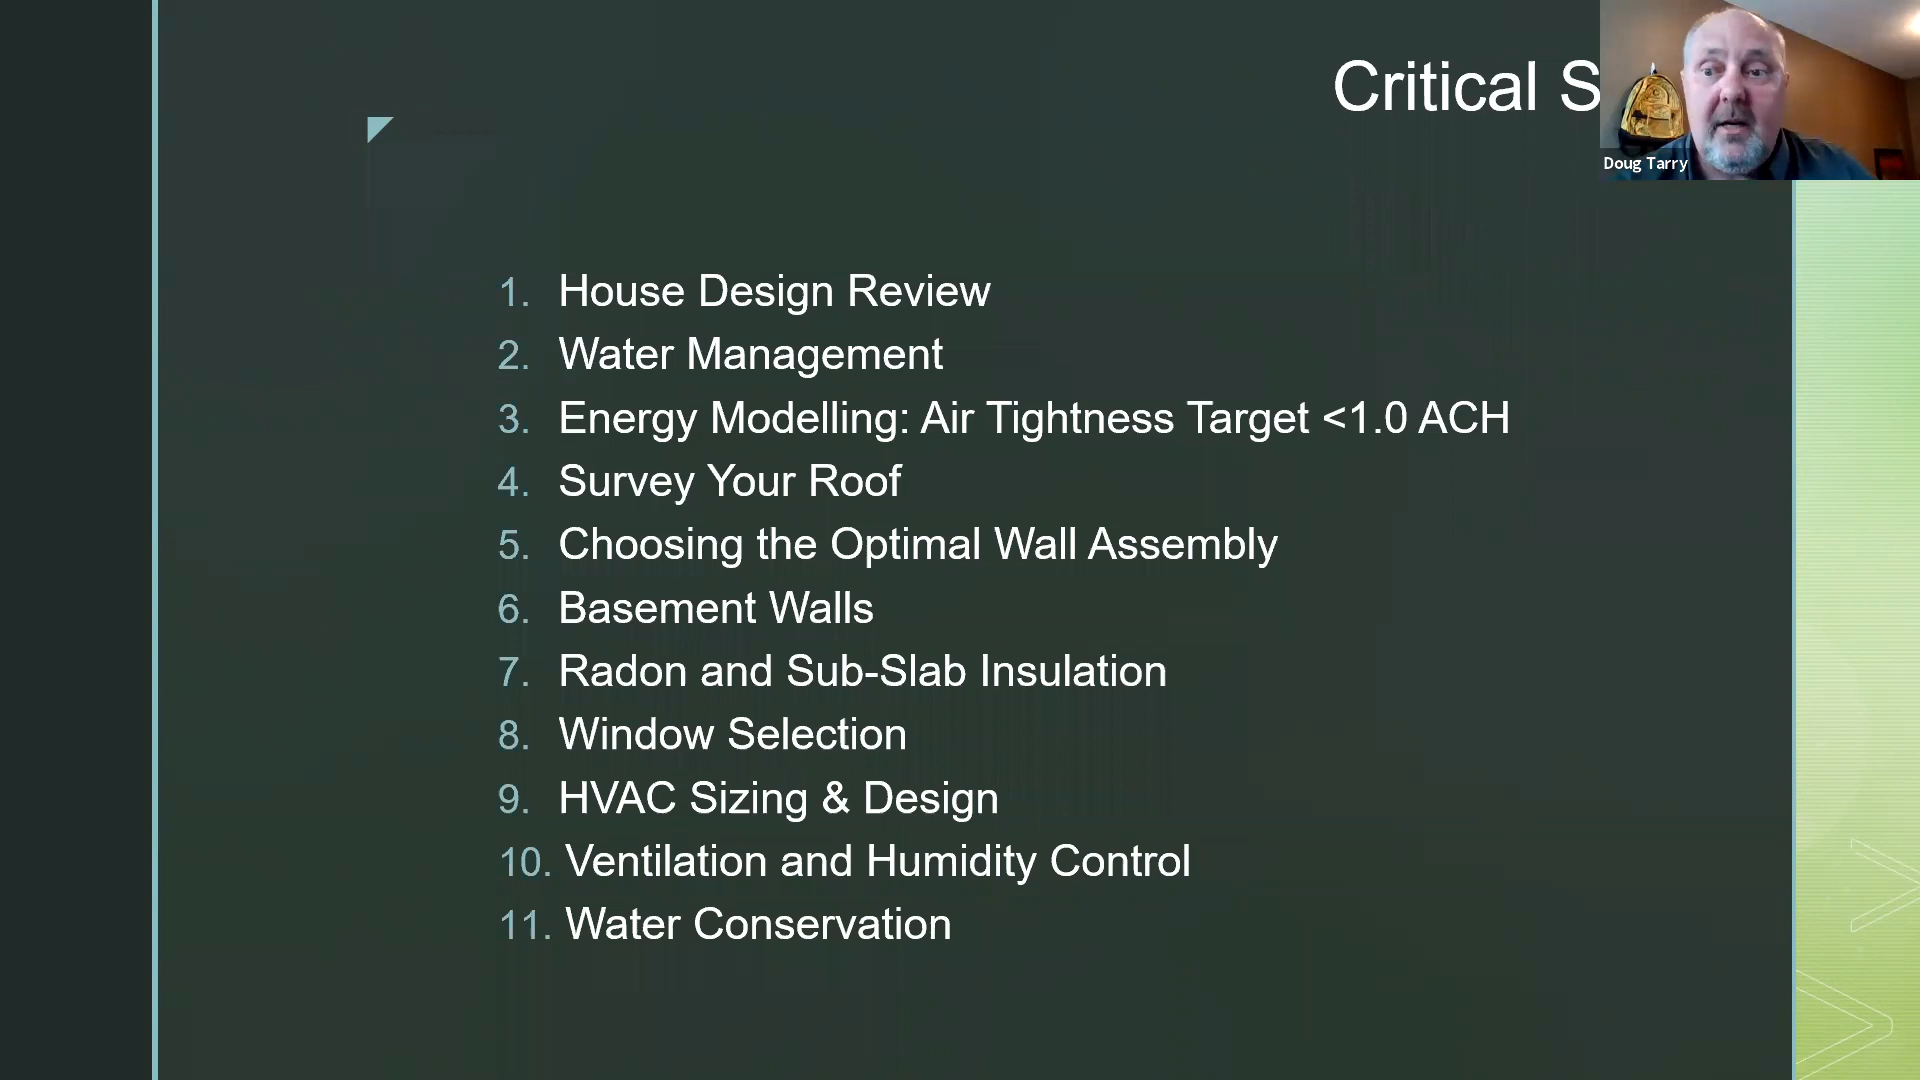 Critical S
Doug Tarry
1. House Design Review
2. Water Management
3. Energy Modelling: Air Tightness Target <1.0 ACH
4. Survey Your Roof
5. Choosing the Optimal Wall Assembly
6. Basement Walls
7. Radon and Sub-Slab Insulation
8. Window Selection
9. HVAC Sizing & Design
10. Ventilation and Humidity Control
11. Water Conservation